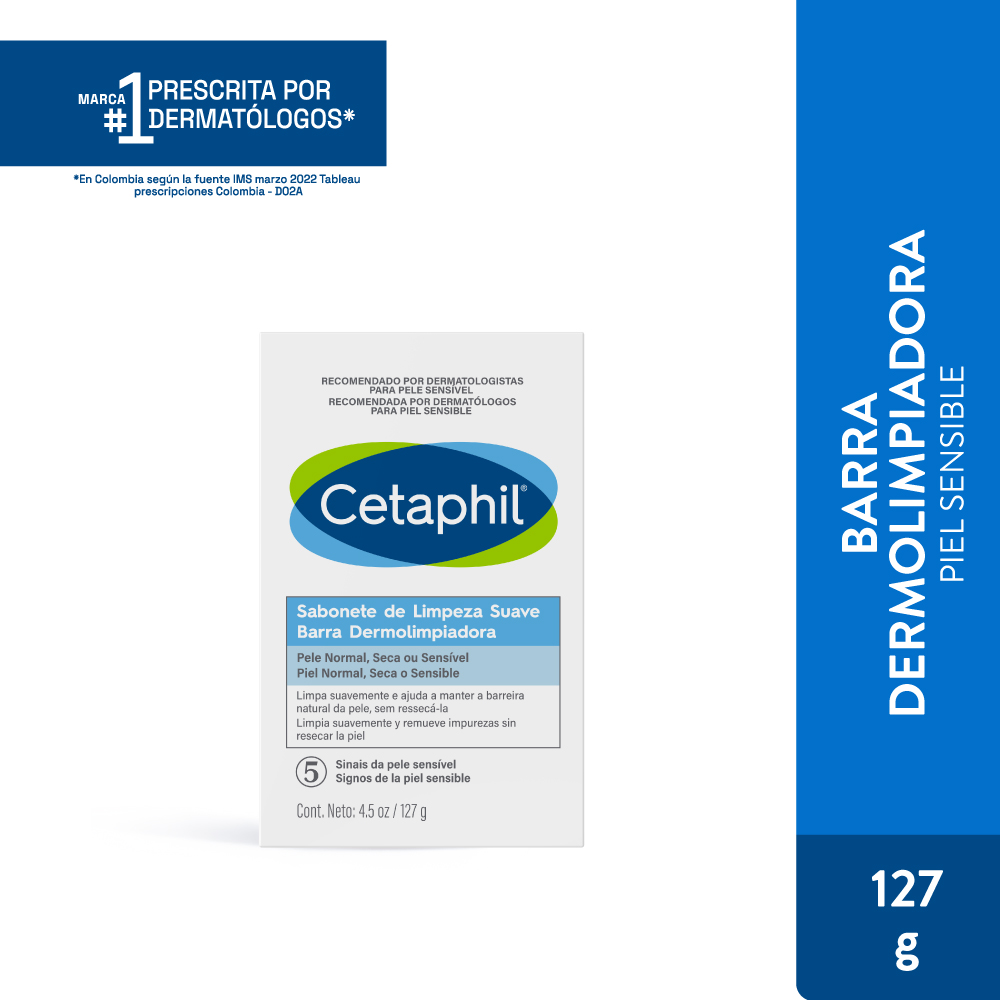 MARCA #1 PRESCRITA POR
DERMATÓLOGOS*
*En Colombia según la fuente IMS marzo 2022 Tableau
prescripciones Colombia - D02A
RECOMENDADO POR DERMATOLOGISTAS
PARA PELE SENSÍVEL
RECOMENDADA POR DERMATÓLOGOS
PARA PIEL SENSIBLE
Cetaphil®
Sabonete de Limpeza Suave
Barra Dermolimpiadora
Pele Normal, Seca ou Sensível
Piel Normal, Seca o Sensible
Limpa suavemente e ajuda a manter a barreira
natural da pele, sem ressecá-la
Limpia suavemente y remueve impurezas sin
resecar la piel
5
Sinais da pele sensível
Signos de la piel sensible
Cont. Neto: 4.5 oz / 127 g
BARRA
DERMOLIMPIADORA
PIEL SENSIBLE
127
g